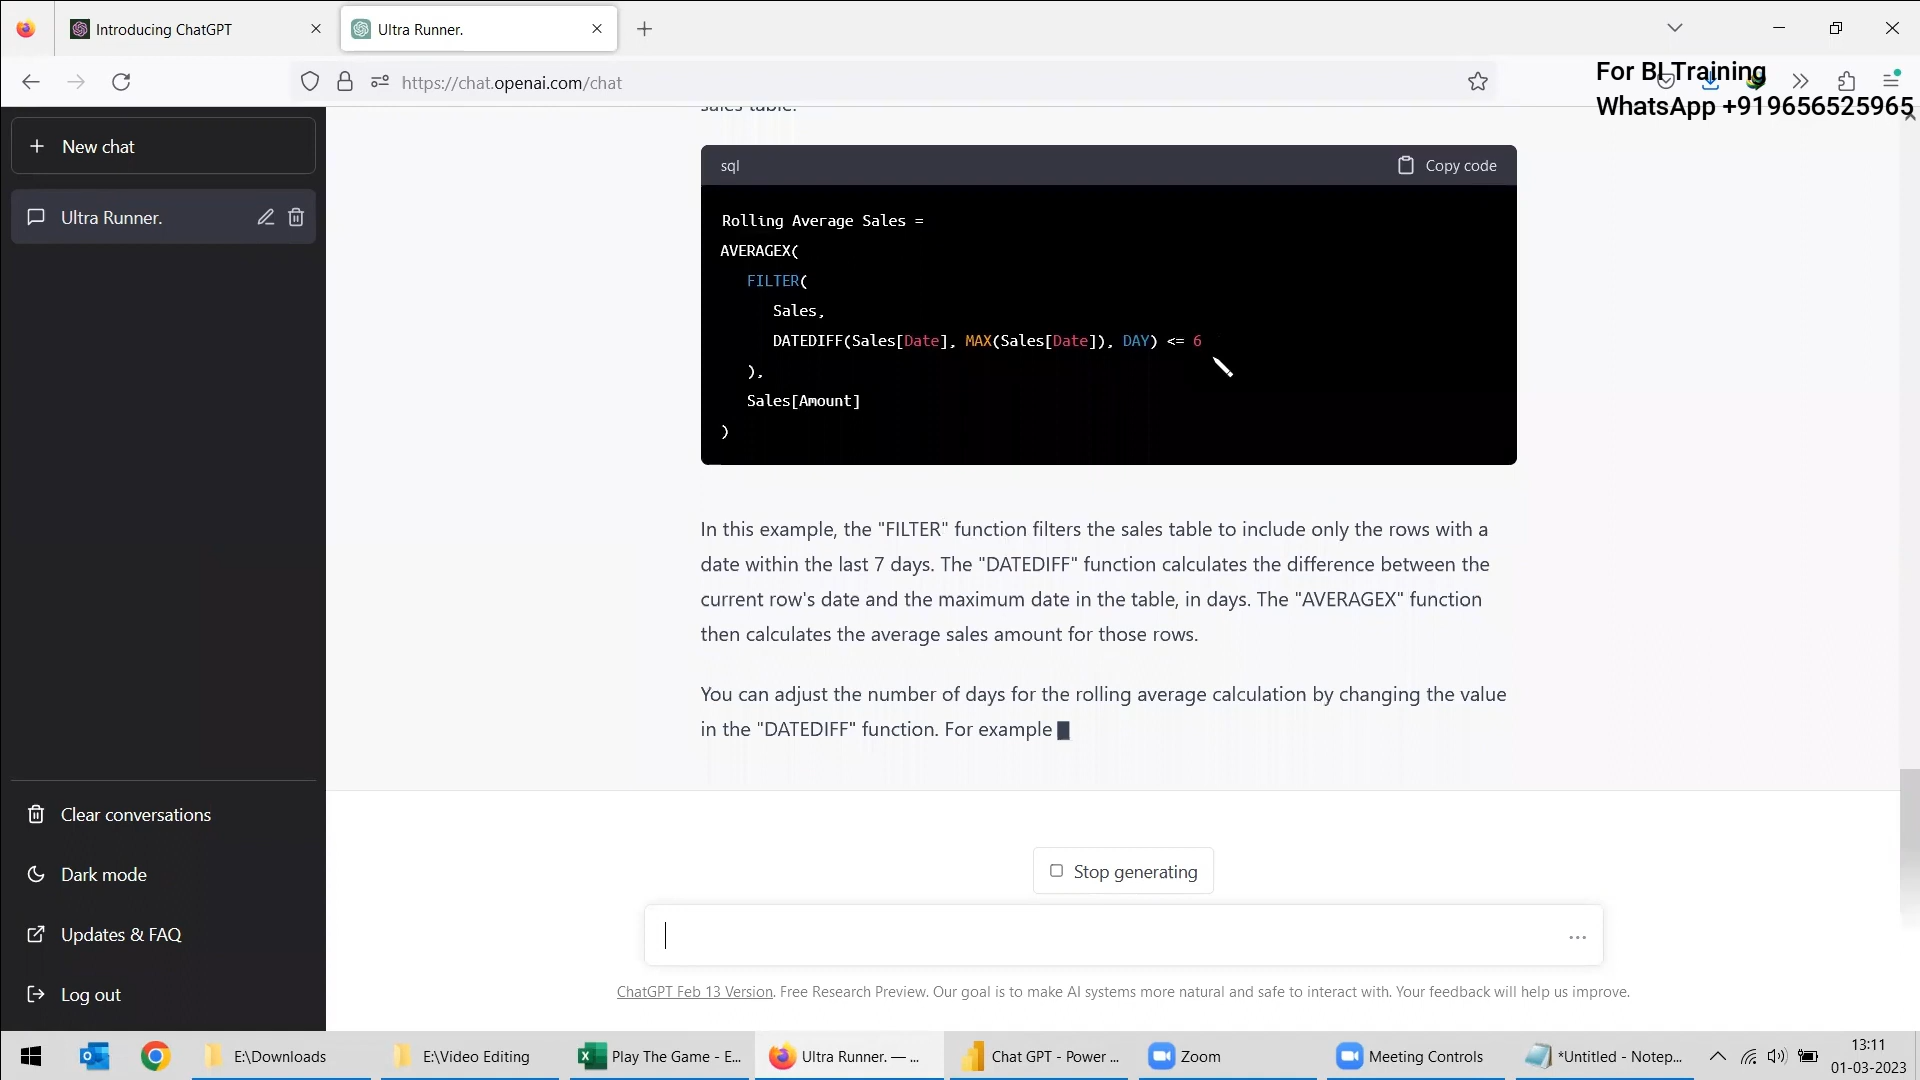 Introducing ChatGPT
Ultra Runner.
https://chat.openai.com/chat
For BI Training
WhatsApp +919656525965
New chat
Ultra Runner.
sales table.
sql
Copy code
Rolling Average Sales =
AVERAGEX(
FILTER(
Sales,
DATEDIFF(Sales[Date], MAX(Sales[Date]), DAY) <= 6
),
Sales[Amount]
)
In this example, the "FILTER" function filters the sales table to include only the rows with a
date within the last 7 days. The "DATEDIFF" function calculates the difference between the
current row's date and the maximum date in the table, in days. The "AVERAGEX" function
then calculates the average sales amount for those rows.
You can adjust the number of days for the rolling average calculation by changing the value
in the "DATEDIFF" function. For example
Clear conversations
Dark mode
Updates & FAQ
Log out
Stop generating
ChatGPT Feb 13 Version. Free Research Preview. Our goal is to make AI systems more natural and safe to interact with. Your feedback will help us improve.
E:\Downloads
E:\Video Editing
Play The Game - E...
Ultra Runner. — ...
Chat GPT - Power ...
Zoom
Meeting Controls
*Untitled - Notep...
13:11
01-03-2023